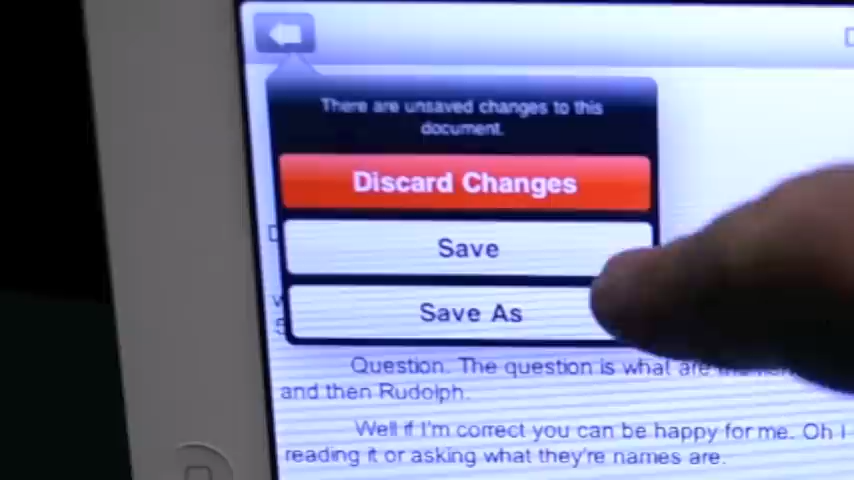 There are unsaved changes to this
document.
Discard Changes
Save
Save As
Question. The question is what are the
and then Rudolph.
Well if I'm correct you can be happy for me. Oh I
reading it or asking what they're names are.